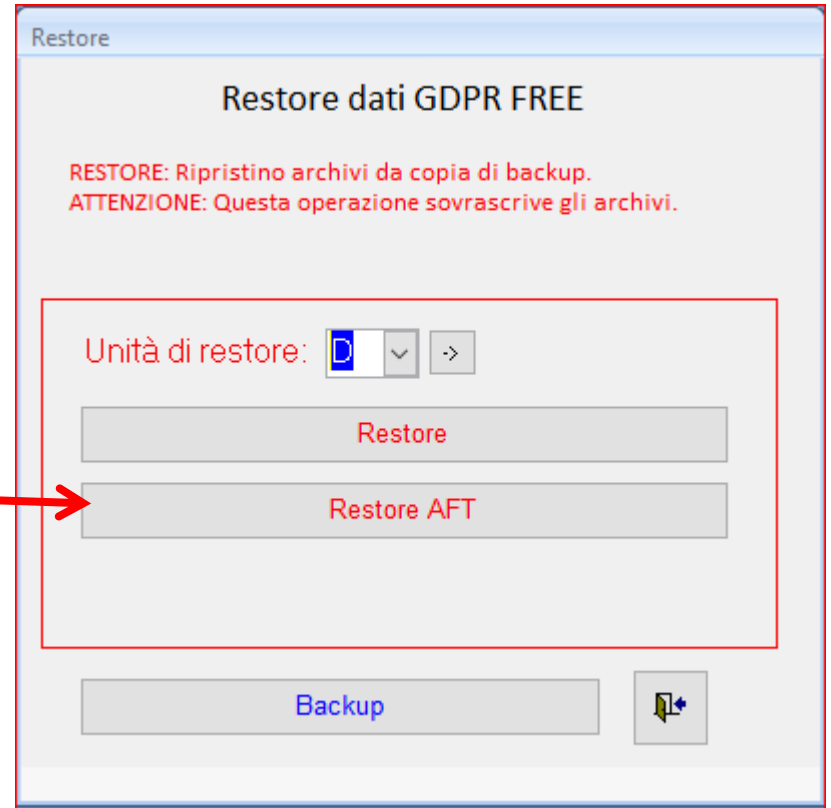 Restore
Restore dati GDPR FREE
RESTORE: Ripristino archivi da copia di backup.
ATTENZIONE: Questa operazione sovrascrive gli archivi.
Unità di restore: D ->
Restore
Restore AFT
Backup